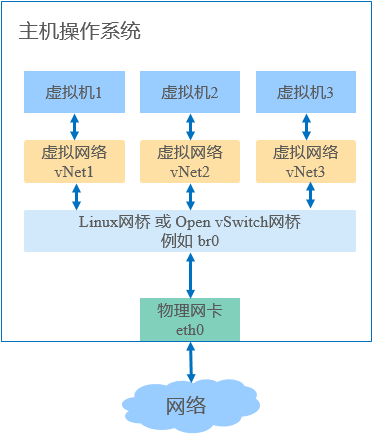 主机操作系统
虚拟机1 虚拟机2 虚拟机3
虚拟网络 虚拟网络 虚拟网络
vNet1 vNet2 vNet3
Linux网桥 或 Open vSwitch网桥
例如 br0
物理网卡
eth0
网络